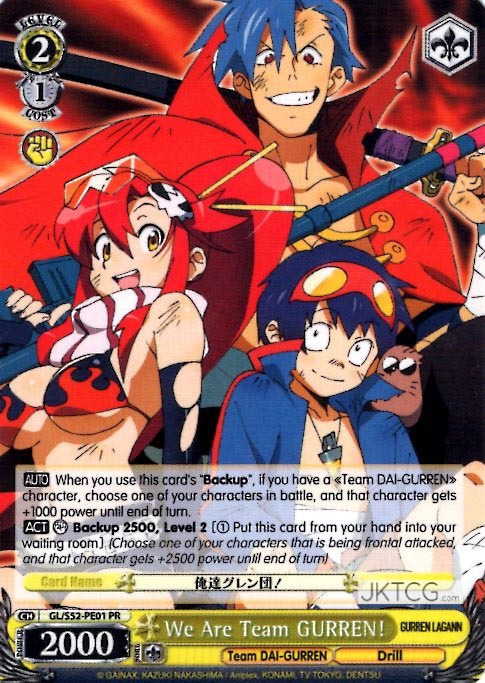 LEVEL
2
1
COST
AUTO When you use this card's "Backup", if you have a «Team DAI-GURREN»
character, choose one of your characters in battle, and that character gets
+1000 power until end of turn.
ACT Backup 2500, Level 2 [① Put this card from your hand into your
waiting room] (Choose one of your characters that is being frontal attacked,
and that character gets +2500 power until end of turn)
Card Name 俺達グレン団!
JKTCG.com
CH GL/S52-PE01 PR
POWER 2000 SOUL We Are Team GURREN! GURREN LAGANN
Team DAI-GURREN Drill
© GAINAX, KAZUKI NAKASHIMA / Aniplex, KONAMI, TV TOKYO, DENTSU